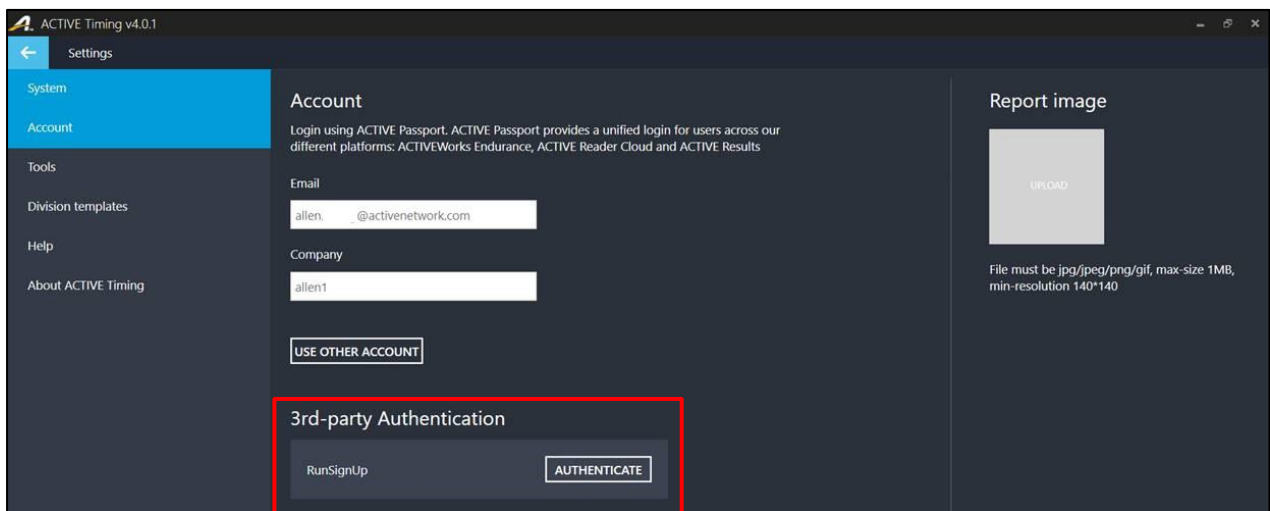 ACTIVE Timing v4.0.1
Settings
System
Account
Tools
Division templates
Help
About ACTIVE Timing
Account
Login using ACTIVE Passport. ACTIVE Passport provides a unified login for users across our
different platforms: ACTIVEWorks Endurance, ACTIVE Reader Cloud and ACTIVE Results
Email
allen. @activenetwork.com
Company
allen1
USE OTHER ACCOUNT
3rd-party Authentication
RunSignUp
AUTHENTICATE
Report image
UPLOAD
File must be jpg/jpeg/png/gif, max-size 1MB,
min-resolution 140*140